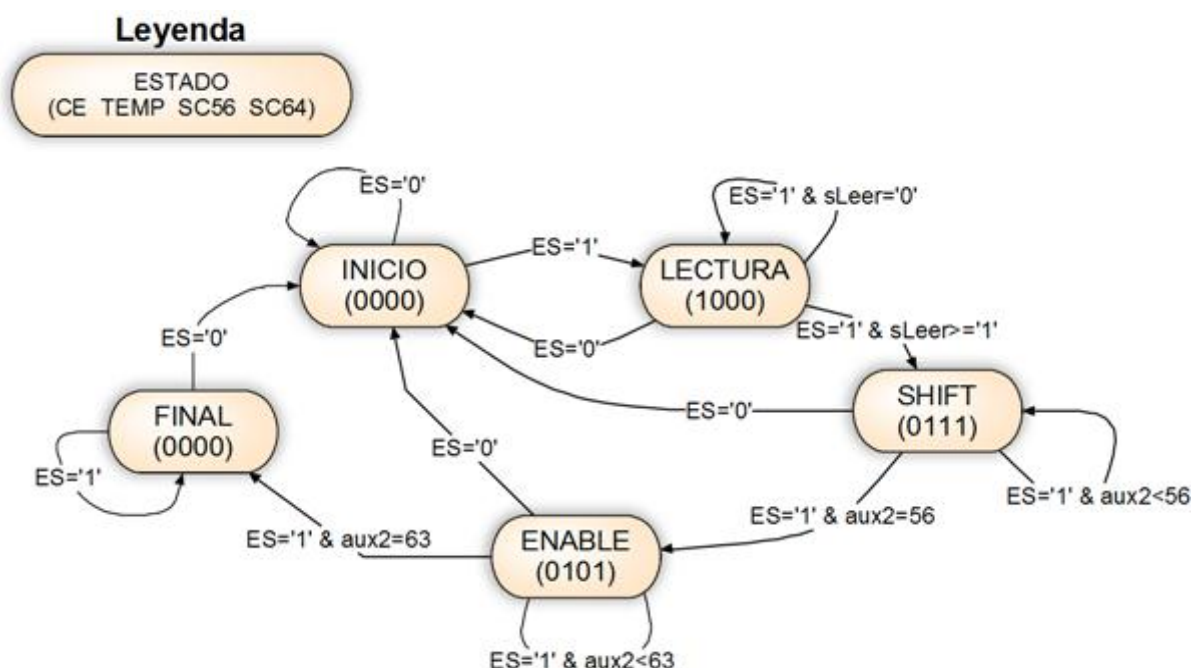 Leyenda
ESTADO
(CE TEMP SC56 SC64)
ES='0'
ES='1' & sLeer='0'
INICIO
(0000)
ES='1'
LECTURA
(1000)
ES='0'
ES='0'
ES='1' & sLeer>='1'
FINAL
(0000)
ES='0'
SHIFT
(0111)
ES='1'
ES='0'
ES='1' & aux2<56
ES='1' & aux2=56
ES='1' & aux2=63
ENABLE
(0101)
ES='1' & aux2<63